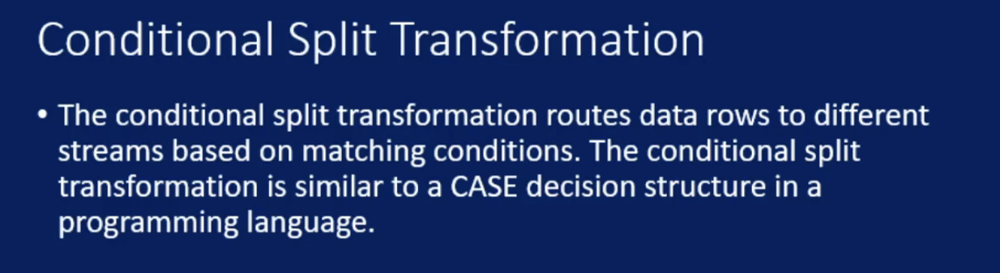 Conditional Split Transformation
• The conditional split transformation routes data rows to different
streams based on matching conditions. The conditional split
transformation is similar to a CASE decision structure in a
programming language.